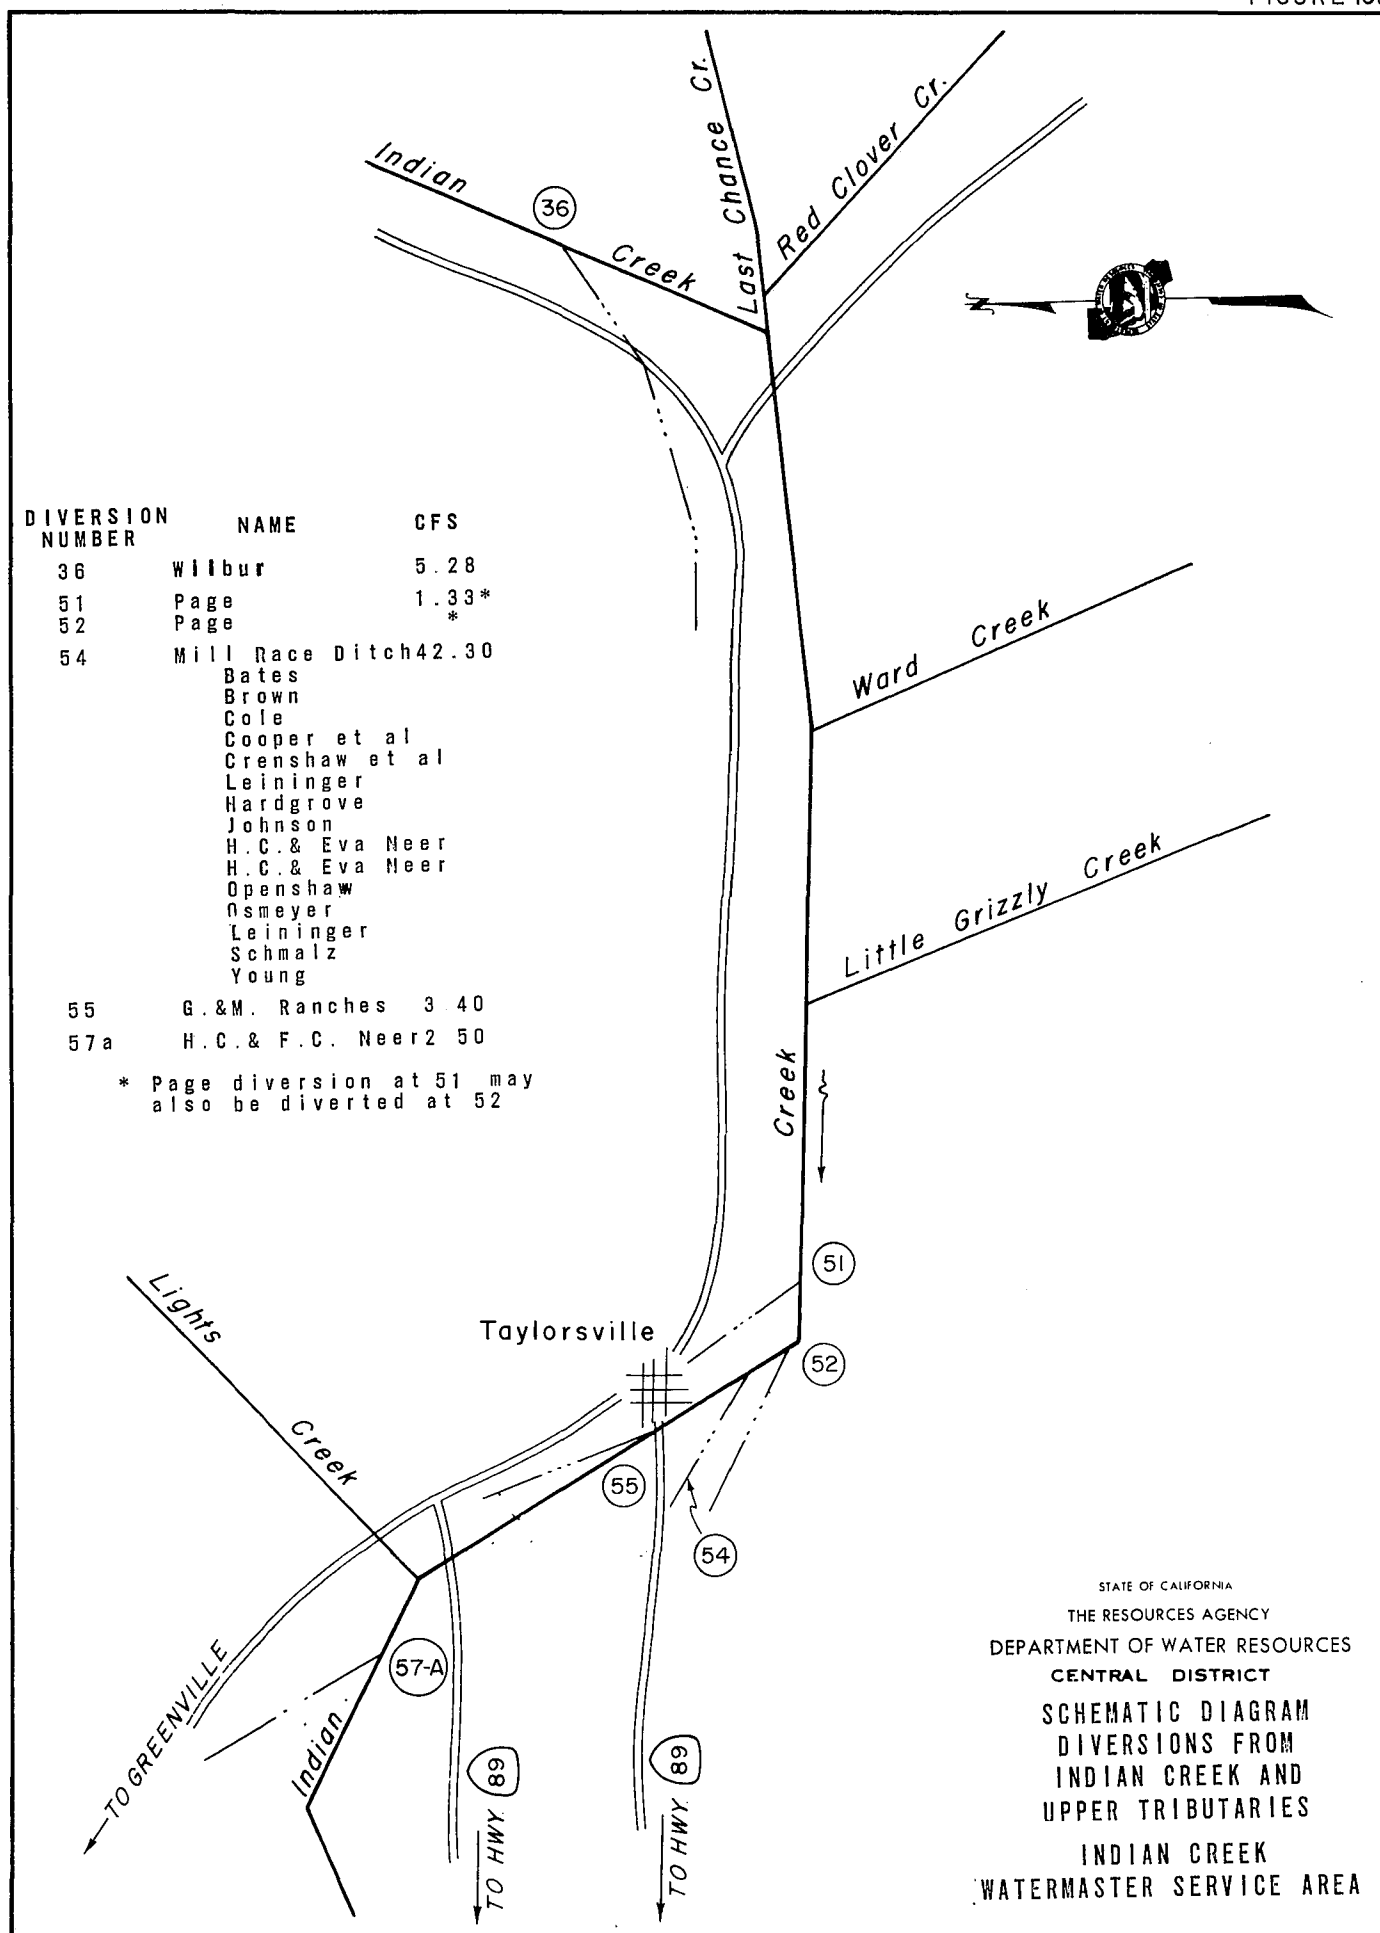 FIGURE
Last Chance Cr.
Red Clover Cr.
Indian Creek
36
N
DIVERSION NUMBER NAME CFS
36 Wilbur 5.28
51 Page 1.33*
52 Page *
54 Mill Race Ditch 42.30
Bates
Brown
Cole
Cooper et al
Crenshaw et al
Leininger
Hardgrove
Johnson
H.C.& Eva Neer
H.C.& Eva Neer
Openshaw
Osmeyer
Leininger
Schmalz
Young
55 G.&M. Ranches 3 40
57a H.C.& F.C. Neer 2 50
* Page diversion at 51 may
also be diverted at 52
Ward Creek
Little Grizzly Creek
Creek
51
Lights Creek
Taylorsville
52
55
54
57-A
Indian
TO GREENVILLE
TO HWY. 89
TO HWY. 89
STATE OF CALIFORNIA
THE RESOURCES AGENCY
DEPARTMENT OF WATER RESOURCES
CENTRAL DISTRICT
SCHEMATIC DIAGRAM
DIVERSIONS FROM
INDIAN CREEK AND
UPPER TRIBUTARIES
INDIAN CREEK
WATERMASTER SERVICE AREA